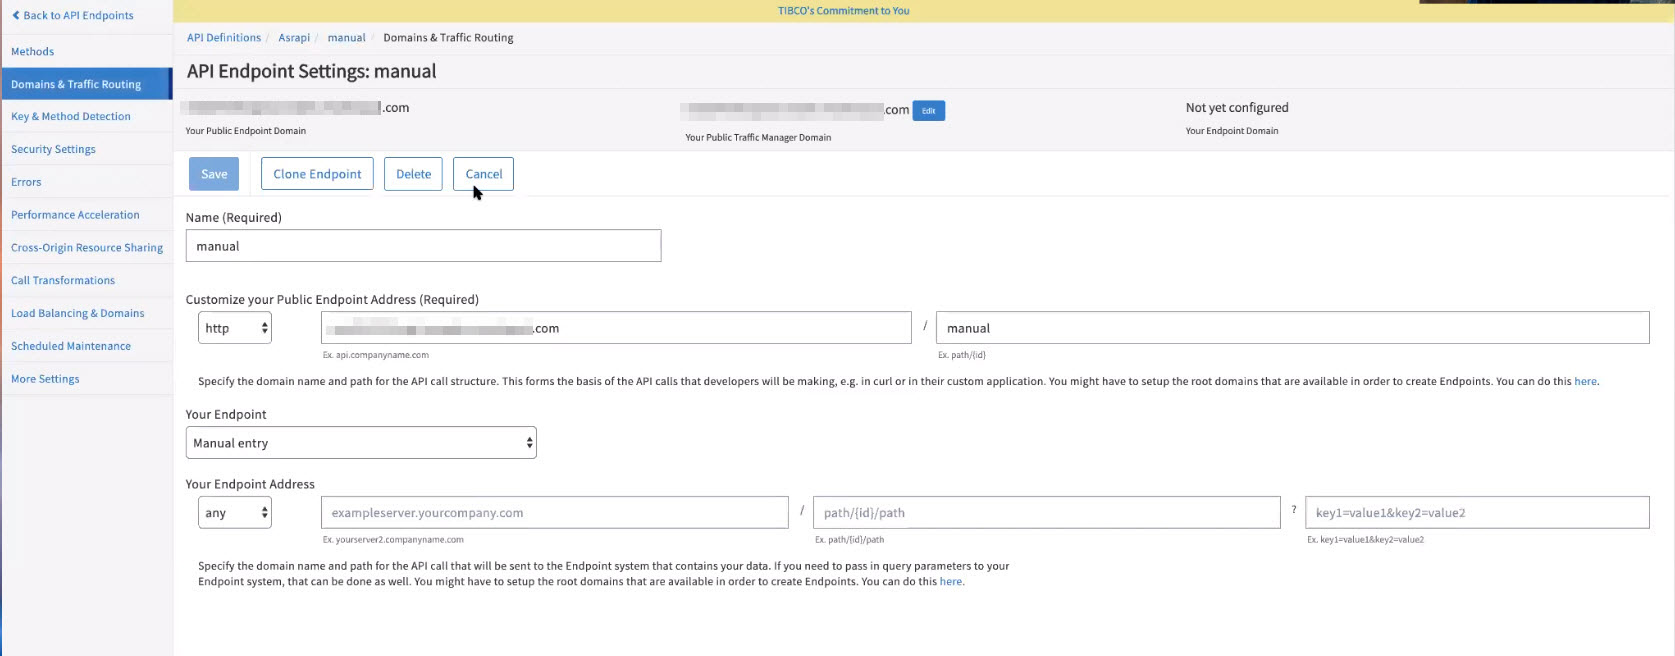 Back to API Endpoints
TIBCO's Commitment to You
API Definitions / Asrapi / manual / Domains & Traffic Routing
Methods
Domains & Traffic Routing
Key & Method Detection
Security Settings
Errors
Performance Acceleration
Cross-Origin Resource Sharing
Call Transformations
Load Balancing & Domains
Scheduled Maintenance
More Settings
API Endpoint Settings: manual
.com
Your Public Endpoint Domain
.com Edit
Your Public Traffic Manager Domain
Not yet configured
Your Endpoint Domain
Save Clone Endpoint Delete Cancel
Name (Required)
manual
Customize your Public Endpoint Address (Required)
http .com / manual
Ex. api.companyname.com Ex. path/{id}
Specify the domain name and path for the API call structure. This forms the basis of the API calls that developers will be making, e.g. in curl or in their custom application. You might have to setup the root domains that are available in order to create Endpoints. You can do this here.
Your Endpoint
Manual entry
Your Endpoint Address
any exampleserver.yourcompany.com / path/{id}/path ? key1=value1&key2=value2
Ex. yourserver2.companyname.com Ex. path/{id}/path Ex. key1=value1&key2=value2
Specify the domain name and path for the API call that will be sent to the Endpoint system that contains your data. If you need to pass in query parameters to your
Endpoint system, that can be done as well. You might have to setup the root domains that are available in order to create Endpoints. You can do this here.